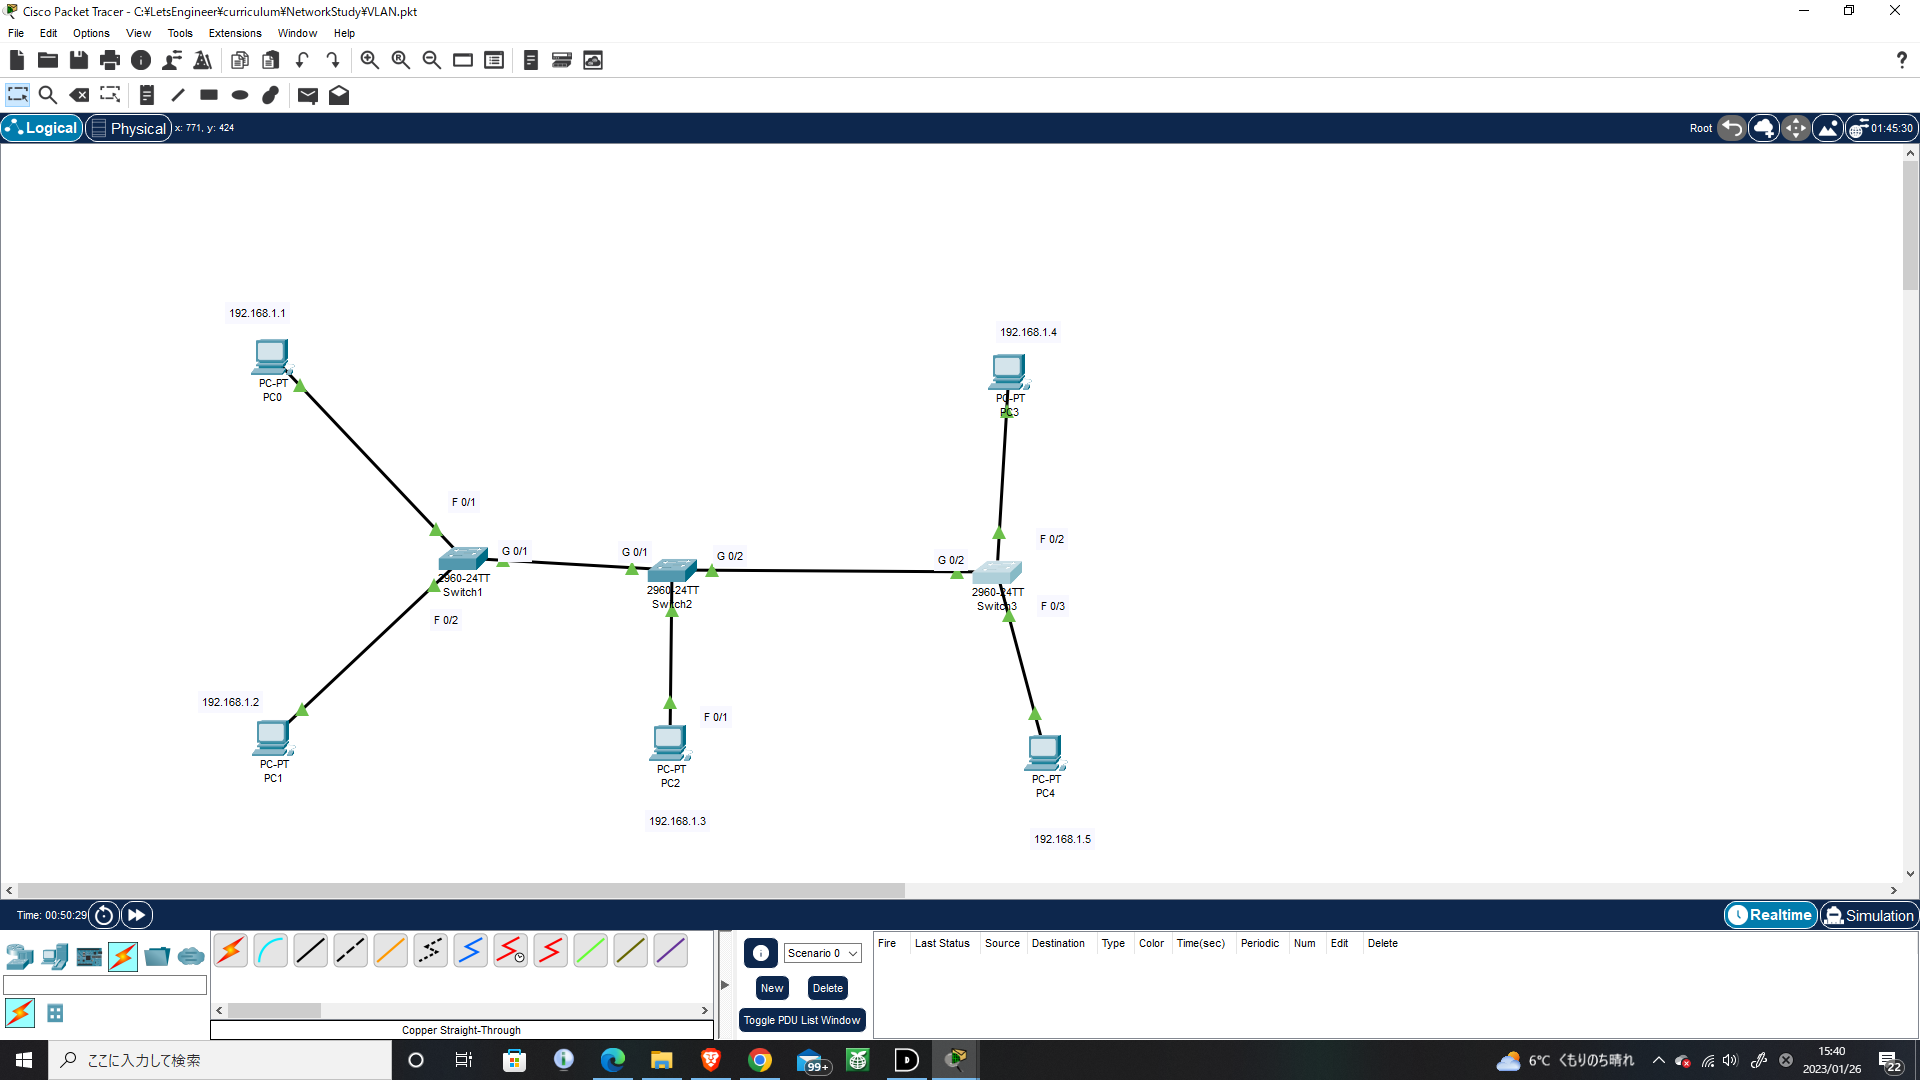 Cisco Packet Tracer - C:¥LetsEngineer¥curriculum¥NetworkStudy¥VLAN.pkt
File Edit Options View Tools Extensions Window Help
Logical Physical x: 771, y: 424 Root 01:45:30
192.168.1.1
192.168.1.4
PC-PT
PC0
PC-PT
PC3
F 0/1
F 0/2
G 0/1 G 0/1 G 0/2 G 0/2
2960-24TT
Switch1
2960-24TT
Switch2
2960-24TT
Switch3
F 0/3
F 0/2
192.168.1.2
F 0/1
PC-PT
PC1
PC-PT
PC2
PC-PT
PC4
192.168.1.3
192.168.1.5
Time: 00:50:29 Realtime Simulation
Scenario 0
New Delete
Toggle PDU List Window
Fire Last Status Source Destination Type Color Time(sec) Periodic Num Edit Delete
Copper Straight-Through
ここに入力して検索
99+
6°C くもりのち晴れ
15:40
2023/01/26
22